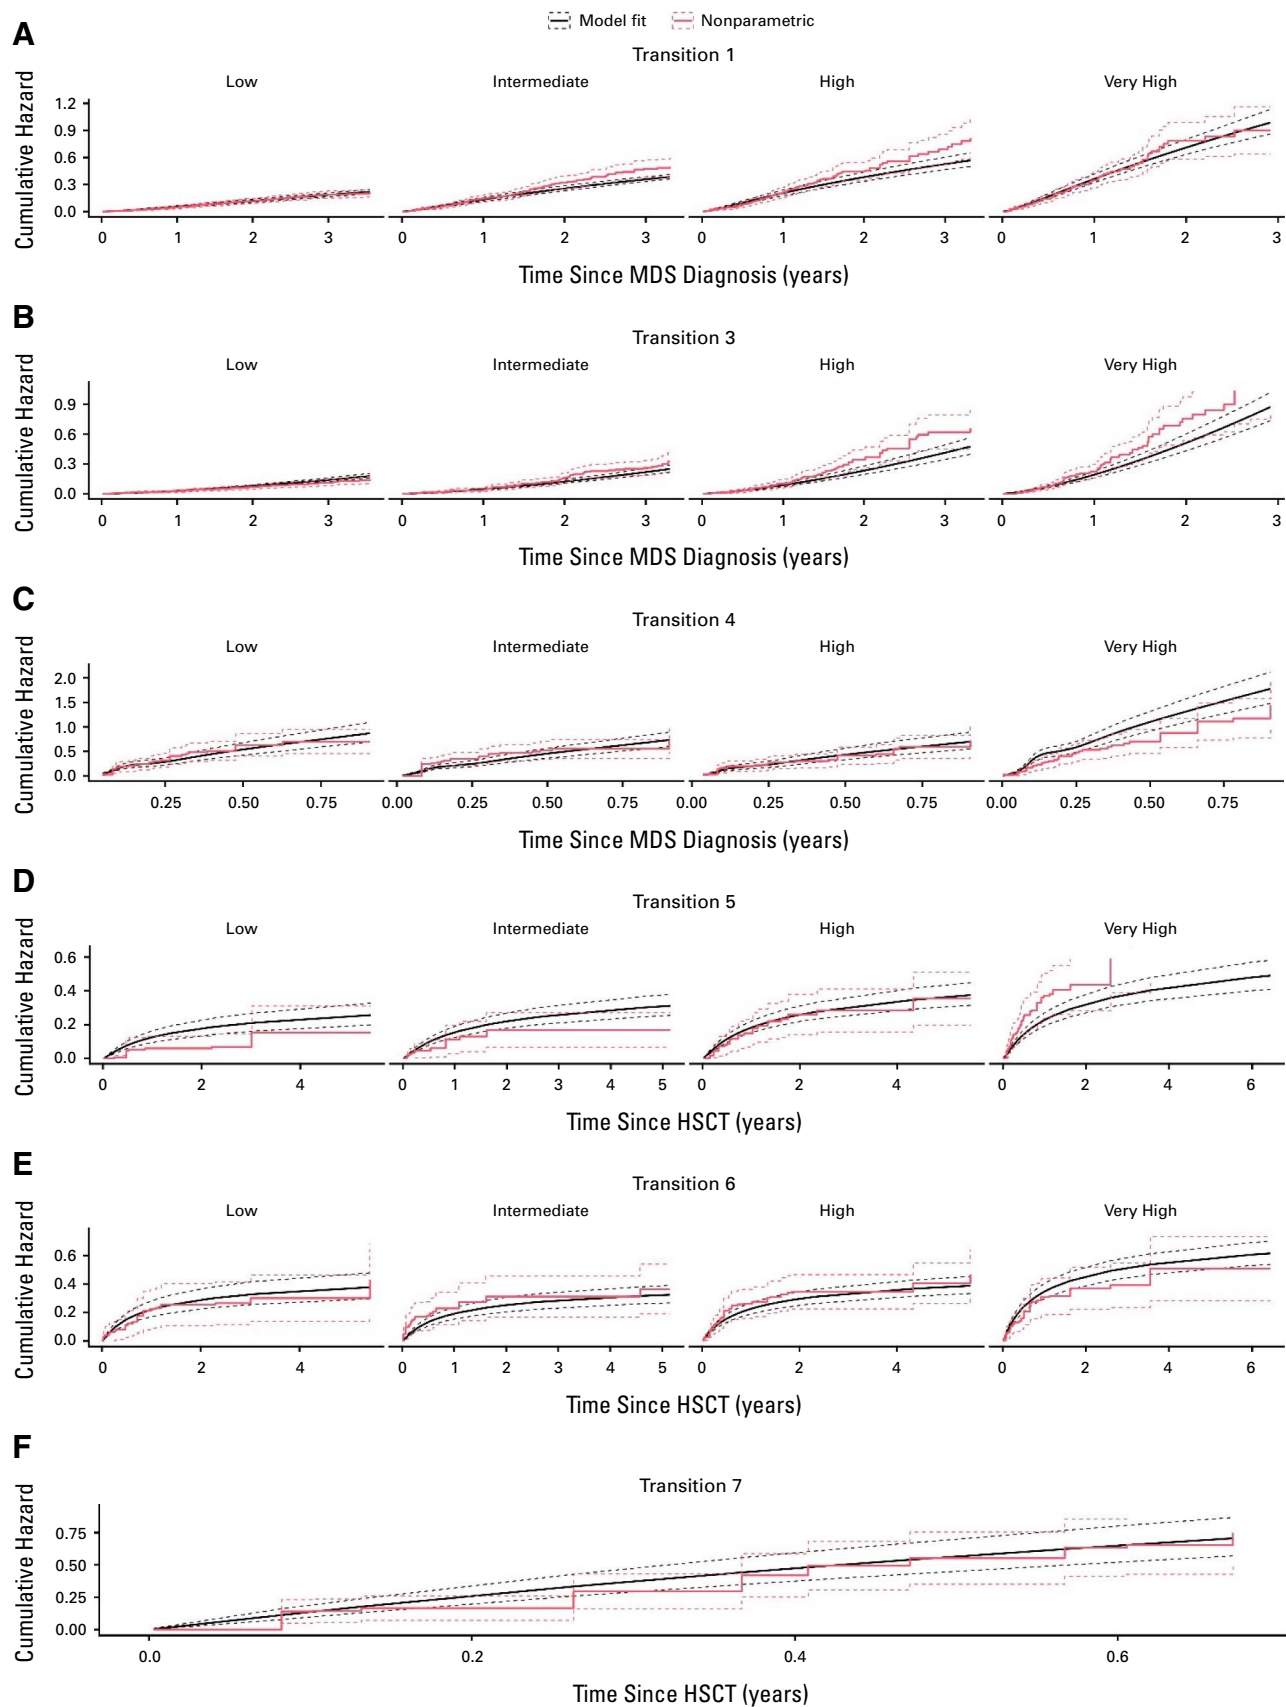 Model fit Nonparametric
A
Transition 1
Low Intermediate High Very High
Cumulative Hazard
1.2
0.9
0.6
0.3
0.0
0 1 2 3 0 1 2 3 0 1 2 3 0 1 2 3
Time Since MDS Diagnosis (years)
B
Transition 3
Low Intermediate High Very High
Cumulative Hazard
0.9
0.6
0.3
0.0
0 1 2 3 0 1 2 3 0 1 2 3 0 1 2 3
Time Since MDS Diagnosis (years)
C
Transition 4
Low Intermediate High Very High
Cumulative Hazard
2.0
1.5
1.0
0.5
0.0
0.25 0.50 0.75 0.00 0.25 0.50 0.75 0.00 0.25 0.50 0.75 0.00 0.25 0.50 0.75
Time Since MDS Diagnosis (years)
D
Transition 5
Low Intermediate High Very High
Cumulative Hazard
0.6
0.4
0.2
0.0
0 2 4 0 1 2 3 4 5 0 2 4 0 2 4 6
Time Since HSCT (years)
E
Transition 6
Low Intermediate High Very High
Cumulative Hazard
0.6
0.4
0.2
0.0
0 2 4 0 1 2 3 4 5 0 2 4 0 2 4 6
Time Since HSCT (years)
F
Transition 7
Cumulative Hazard
0.75
0.50
0.25
0.00
0.0 0.2 0.4 0.6
Time Since HSCT (years)